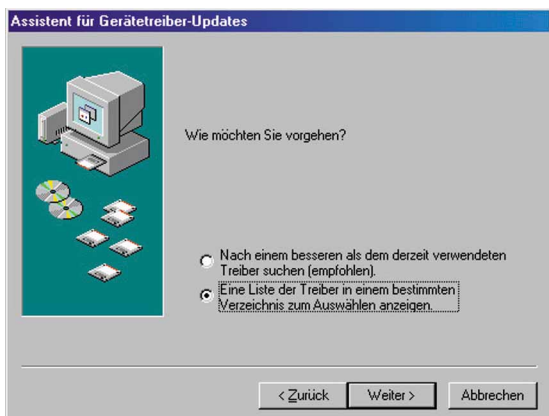 Assistent für Gerätetreiber-Updates
Wie möchten Sie vorgehen?
Nach einem besseren als dem derzeit verwendeten
Treiber suchen (empfohlen).
Eine Liste der Treiber in einem bestimmten
Verzeichnis zum Auswählen anzeigen.
< Zurück
Weiter >
Abbrechen